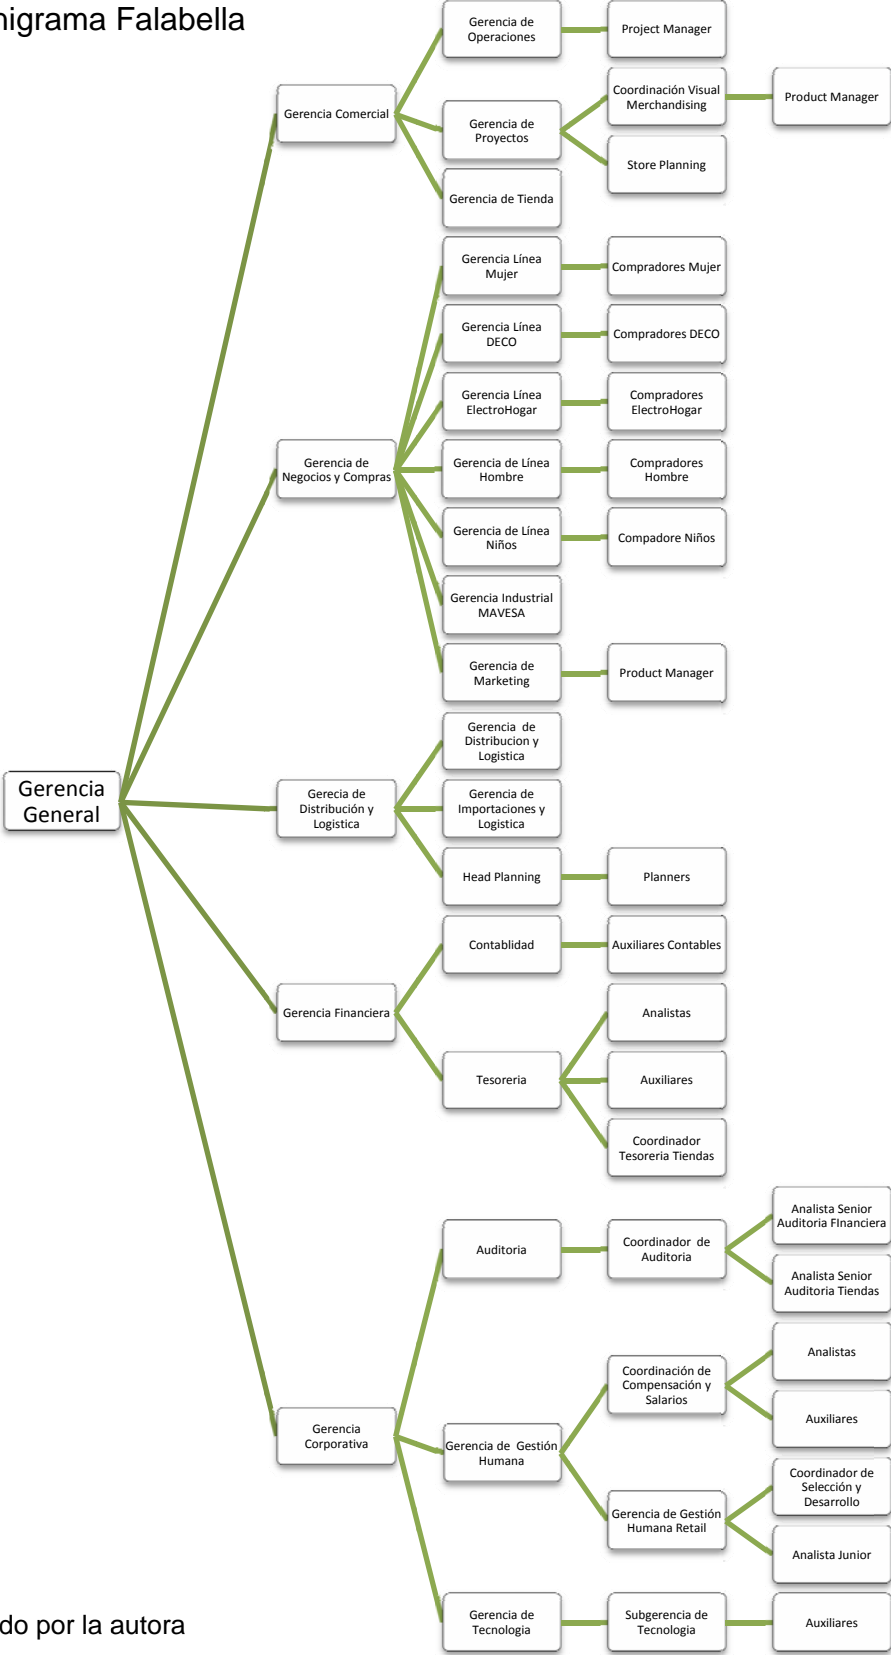 nigrama Falabella
Gerencia de
Operaciones
Project Manager
Gerencia Comercial
Coordinación Visual
Merchandising
Product Manager
Gerencia de
Proyectos
Store Planning
Gerencia de Tienda
Gerencia Línea
Mujer
Compradores Mujer
Gerencia Línea
DECO
Compradores DECO
Gerencia Línea
ElectroHogar
Compradores
ElectroHogar
Gerencia de
Negocios y Compras
Gerencia de Línea
Hombre
Compradores
Hombre
Gerencia de Línea
Niños
Compadore Niños
Gerencia Industrial
MAVESA
Gerencia de
Marketing
Product Manager
Gerencia
General
Gerencia de
Distribucion y
Logistica
Gerecia de
Distribución y
Logistica
Gerencia de
Importaciones y
Logistica
Head Planning
Planners
Contablidad
Auxiliares Contables
Gerencia Financiera
Analistas
Tesoreria
Auxiliares
Coordinador
Tesoreria Tiendas
Auditoria
Coordinador de
Auditoria
Analista Senior
Auditoria FInanciera
Analista Senior
Auditoria Tiendas
Gerencia
Corporativa
Gerencia de Gestión
Humana
Coordinación de
Compensación y
Salarios
Analistas
Auxiliares
Gerencia de Gestión
Humana Retail
Coordinador de
Selección y
Desarrollo
Analista Junior
Gerencia de
Tecnologia
Subgerencia de
Tecnologia
Auxiliares
do por la autora